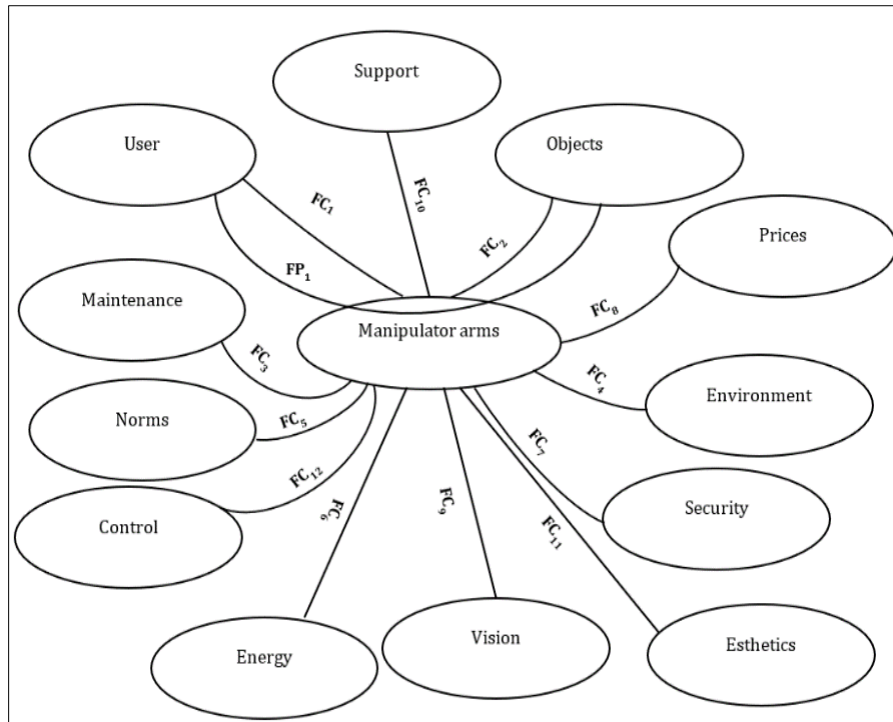 Support
User
Objects
FC₁
FC₁₀
FC₂
Prices
FP₁
Maintenance
Manipulator arms
FC₈
FC₃
FC₄
Environment
Norms
FC₅
FC₇
FC₁₂
Control
FC₆
FC₉
Security
FC₁₁
Energy
Vision
Esthetics